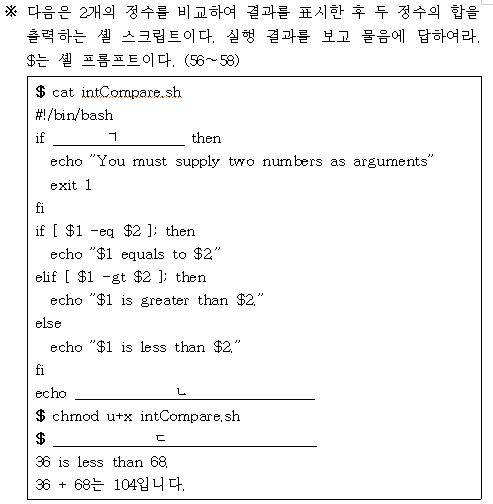 ※ 다음은 2개의 정수를 비교하여 결과를 표시한 후 두 정수의 합을
출력하는 셸 스크립트이다. 실행 결과를 보고 물음에 답하여라.
$는 셸 프롬프트이다. (56~58)
$ cat intCompare.sh
#!/bin/bash
if ㄱ then
echo "You must supply two numbers as arguments"
exit 1
fi
if [ $1 -eq $2 ]; then
echo "$1 equals to $2."
elif [ $1 -gt $2 ]; then
echo "$1 is greater than $2."
else
echo "$1 is less than $2."
fi
echo ㄴ
$ chmod u+x intCompare.sh
$ ㄷ
36 is less than 68.
36 + 68는 104입니다.